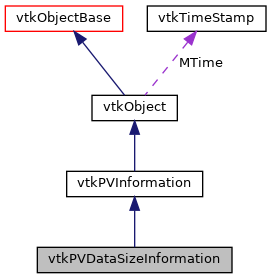 vtkObjectBase
vtkTimeStamp
MTime
vtkObject
vtkPVInformation
vtkPVDataSizeInformation